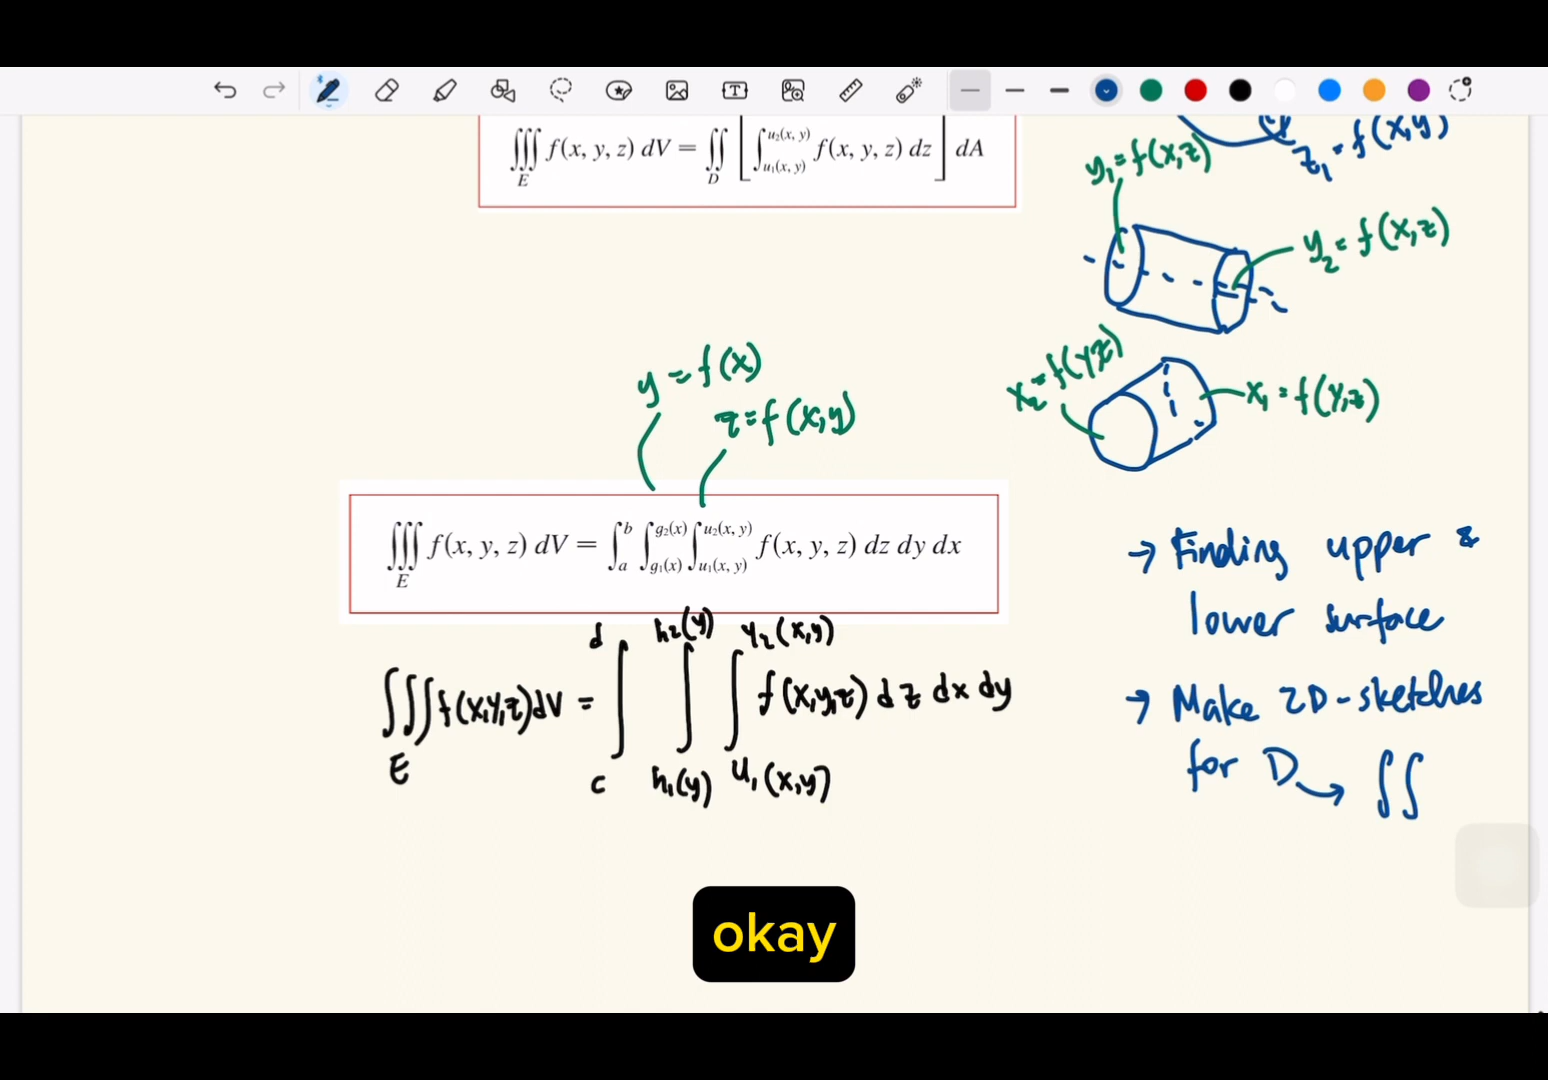 ∭_E f(x, y, z) dV = ∬_D [∫_{u₁(x, y)}^{u₂(x, y)} f(x, y, z) dz] dA
z₁ = f(x,y)
y₁ = f(x,z)
y₂ = f(x,z)
y = f(x)
z = f(x,y)
x₂ = f(y,z)
x₁ = f(y,z)
∭_E f(x, y, z) dV = ∫_a^b ∫_{g₁(x)}^{g₂(x)} ∫_{u₁(x, y)}^{u₂(x, y)} f(x, y, z) dz dy dx
∭_E f(x,y,z)dV = ∫_c^d ∫_{h₁(y)}^{h₂(y)} ∫_{u₁(x,y)}^{y₂(x,y)} f(x,y,z) dz dx dy
→ Finding upper &
lower surface
→ Make 2D-sketches
for D → ∬
okay